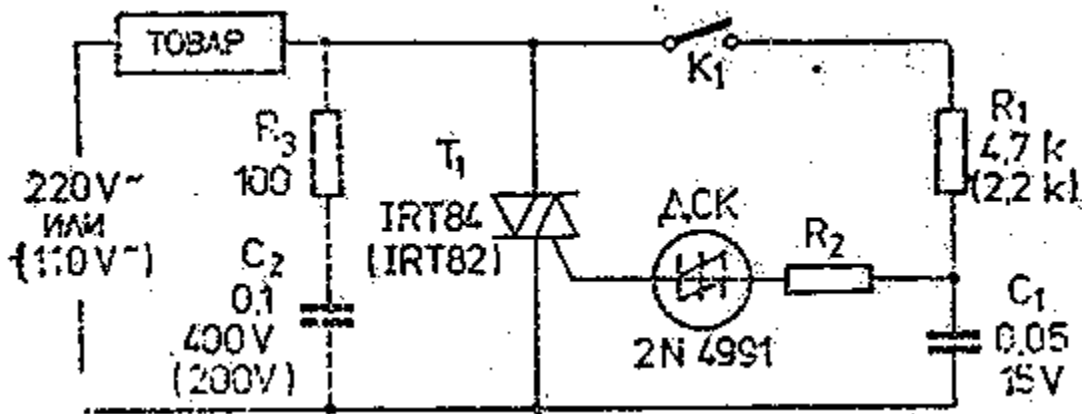 ТОВАР
K1
R3
100
T1
R1
4,7 k
(2,2 k)
220V~
ИЛИ
(110V~)
IRT84
(IRT82)
ДСК
R2
C2
0,1
400V
(200V)
2N 4991
C1
0,05
15V